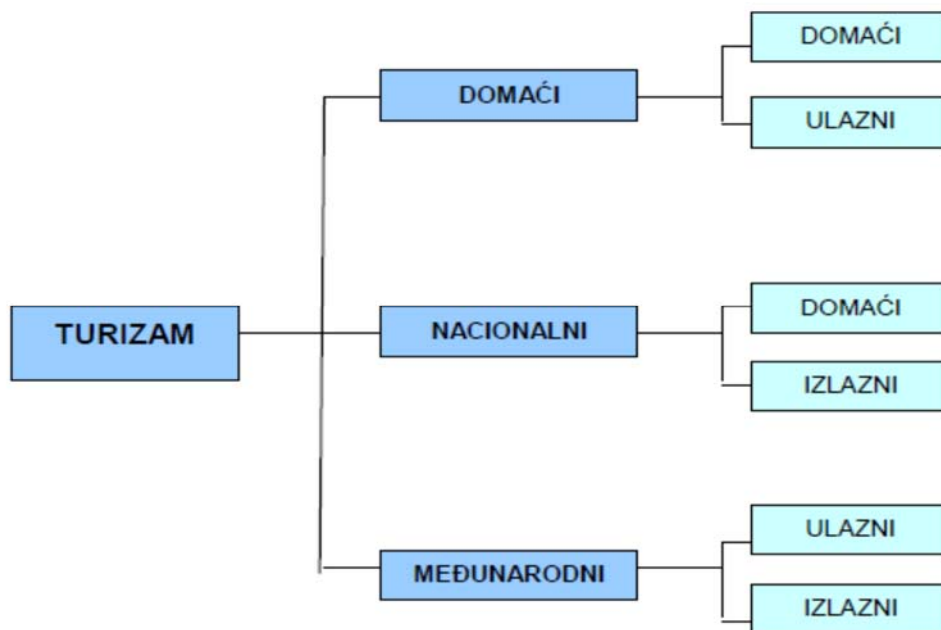 TURIZAM
DOMAĆI
DOMAĆI
ULAZNI
NACIONALNI
DOMAĆI
IZLAZNI
MEĐUNARODNI
ULAZNI
IZLAZNI